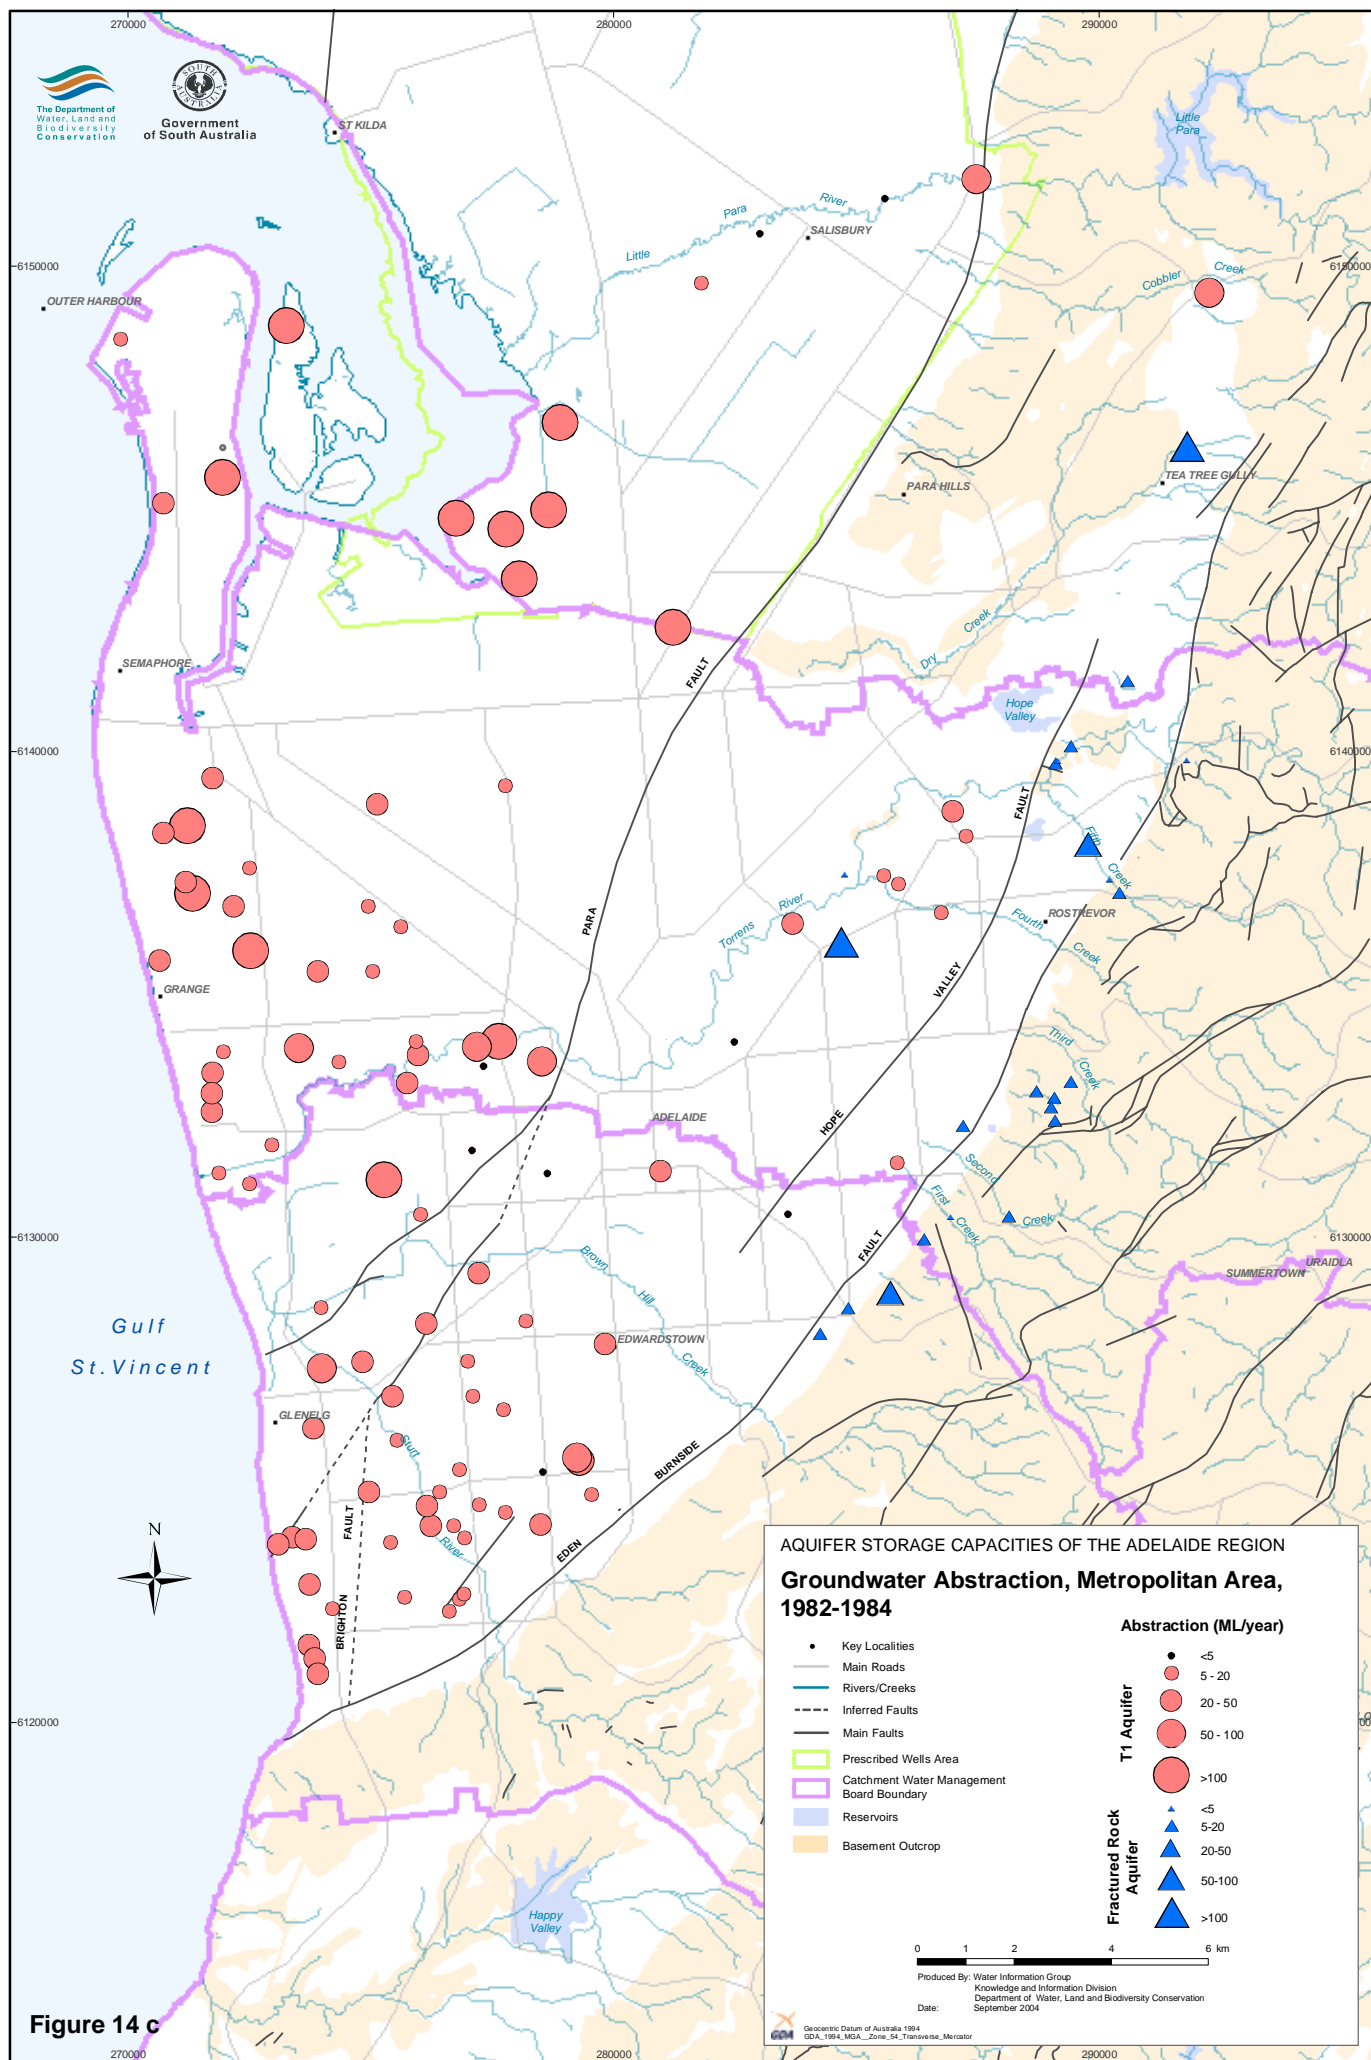 270000
280000
290000
The Department of
Water, Land and
Biodiversity
Conservation
SOUTH
AUSTRALIA
Government
of South Australia
ST KILDA
Little
Para
Little
Para
River
SALISBURY
6150000
6150000
Cobbler
Creek
OUTER HARBOUR
TEA TREE GULLY
PARA HILLS
Dry
Creek
SEMAPHORE
FAULT
Hope
Valley
6140000
6140000
FAULT
Fifth
Creek
PARA
Torrens
River
Fourth
Creek
ROSTREVOR
VALLEY
GRANGE
Third
Creek
HOPE
ADELAIDE
Second
Creek
First
Creek
6130000
6130000
FAULT
Brown
Hill
Creek
SUMMERTOWN
URAIDLA
Gulf
St.Vincent
EDWARDSTOWN
GLENELG
Sturt
River
BURNSIDE
FAULT
EDEN
N
BRIGHTON
6120000
Happy
Valley
AQUIFER STORAGE CAPACITIES OF THE ADELAIDE REGION
Groundwater Abstraction, Metropolitan Area,
1982-1984
Key Localities
Main Roads
Rivers/Creeks
Inferred Faults
Main Faults
Prescribed Wells Area
Catchment Water Management
Board Boundary
Reservoirs
Basement Outcrop
Abstraction (ML/year)
T1 Aquifer
<5
5 - 20
20 - 50
50 - 100
>100
Fractured Rock
Aquifer
<5
5-20
20-50
50-100
>100
0 1 2 4 6 km
Produced By: Water Information Group
Knowledge and Information Division
Department of Water, Land and Biodiversity Conservation
Date: September 2004
GDA
Geocentric Datum of Australia 1994
GDA_1994_MGA__Zone_54_Transverse_Mercator
Figure 14 c
270000
280000
290000